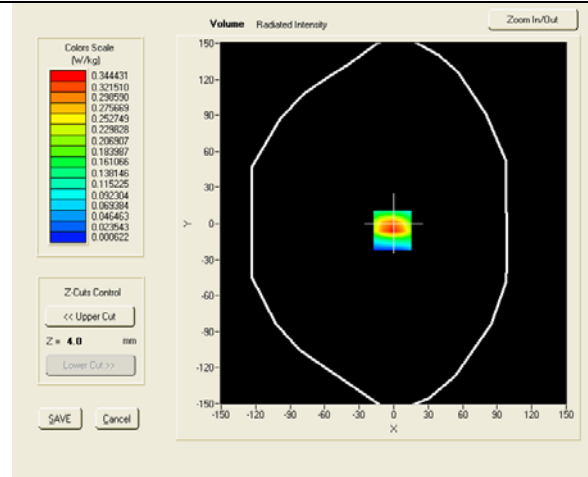 Volume Radiated Intensity
Zoom In/Out
Colors Scale
(W/kg)
0.344431
0.321510
0.298590
0.275669
0.252749
0.229828
0.206907
0.183987
0.161066
0.138146
0.115225
0.092304
0.069384
0.046463
0.023543
0.000622
Z-Cuts Control
<< Upper Cut
Z = 4.0 mm
Lower Cut >>
SAVE Cancel
150-
120-
90-
60-
30-
Y 0-
-30-
-60-
-90-
-120-
-150-
-150 -120 -90 -60 -30 0 30 60 90 120 150
X